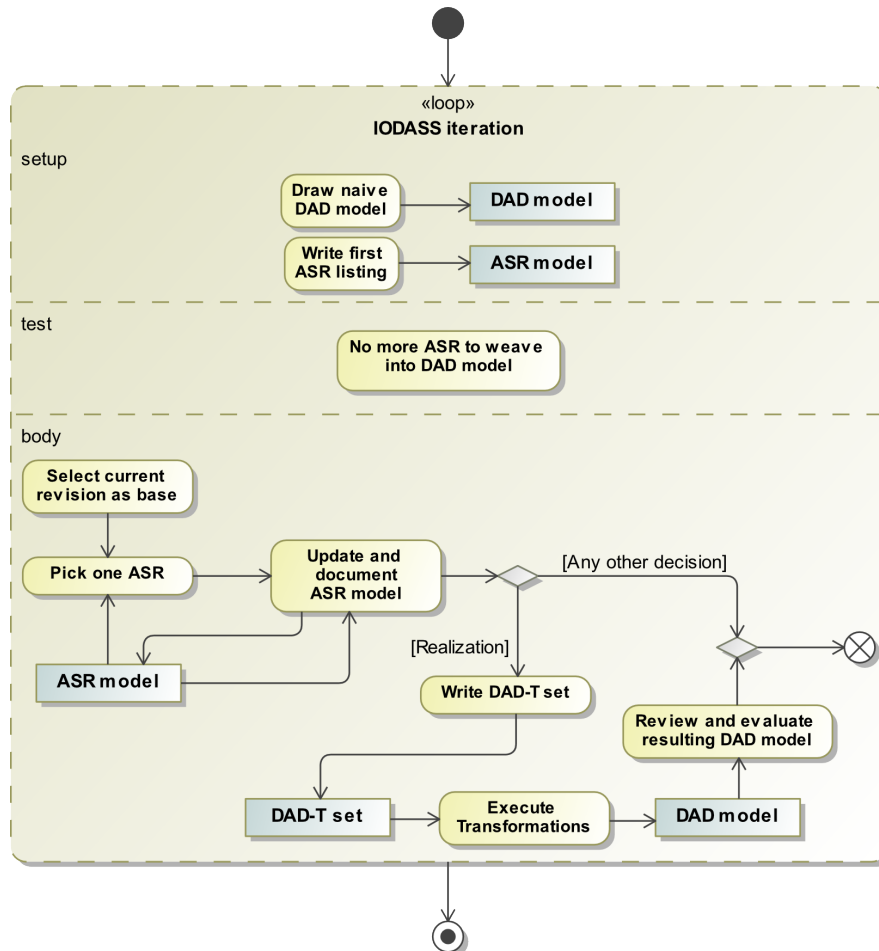 «loop»
IODASS iteration
setup
Draw naive
DAD model
DAD model
Write first
ASR listing
ASR model
test
No more ASR to weave
into DAD model
body
Select current
revision as base
Pick one ASR
Update and
document
ASR model
[Any other decision]
[Realization]
ASR model
Write DAD-T set
Review and evaluate
resulting DAD model
DAD-T set
Execute
Transformations
DAD model